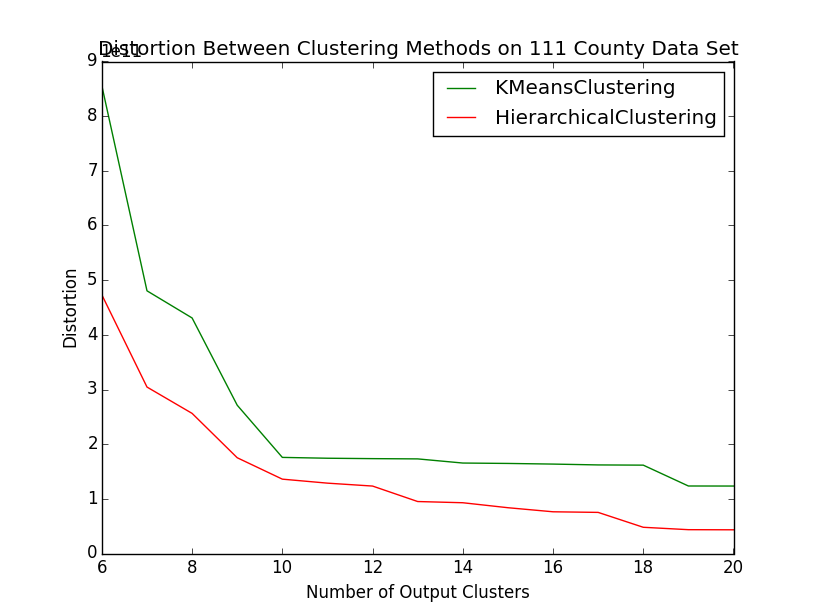 Distortion Between Clustering Methods on 111 County Data Set
1e11
KMeansClustering
HierarchicalClustering
9
8
7
6
5
4
3
2
1
0
Distortion
6 8 10 12 14 16 18 20
Number of Output Clusters